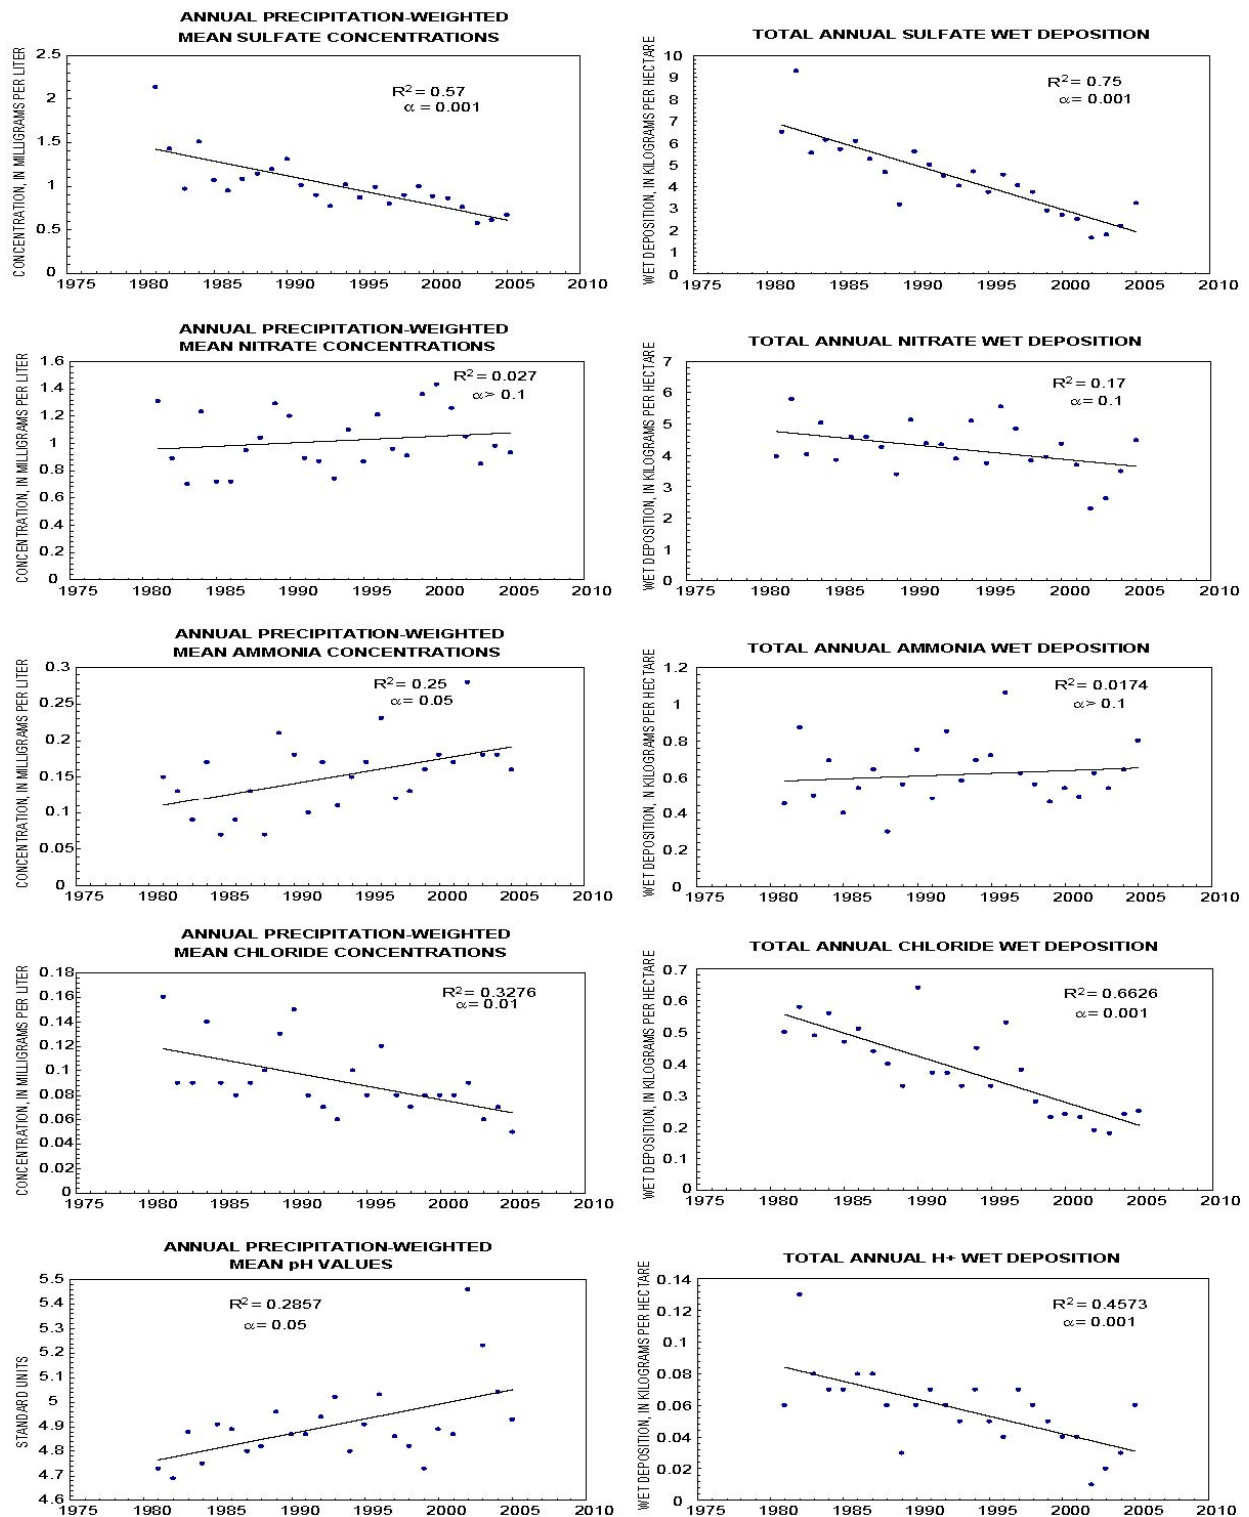 ANNUAL PRECIPITATION-WEIGHTED
MEAN SULFATE CONCENTRATIONS
CONCENTRATION, IN MILLIGRAMS PER LITER
2.5
2
1.5
1
0.5
0
R² = 0.57
α = 0.001
1975 1980 1985 1990 1995 2000 2005 2010
TOTAL ANNUAL SULFATE WET DEPOSITION
WET DEPOSITION, IN KILOGRAMS PER HECTARE
10
9
8
7
6
5
4
3
2
1
0
R² = 0.75
α = 0.001
1975 1980 1985 1990 1995 2000 2005 2010
ANNUAL PRECIPITATION-WEIGHTED
MEAN NITRATE CONCENTRATIONS
CONCENTRATION, IN MILLIGRAMS PER LITER
1.6
1.4
1.2
1
0.8
0.6
0.4
0.2
0
R² = 0.027
α > 0.1
1975 1980 1985 1990 1995 2000 2005 2010
TOTAL ANNUAL NITRATE WET DEPOSITION
WET DEPOSITION, IN KILOGRAMS PER HECTARE
7
6
5
4
3
2
1
0
R² = 0.17
α = 0.1
1975 1980 1985 1990 1995 2000 2005 2010
ANNUAL PRECIPITATION-WEIGHTED
MEAN AMMONIA CONCENTRATIONS
CONCENTRATION, IN MILLIGRAMS PER LITER
0.3
0.25
0.2
0.15
0.1
0.05
0
R² = 0.25
α = 0.05
1975 1980 1985 1990 1995 2000 2005 2010
TOTAL ANNUAL AMMONIA WET DEPOSITION
WET DEPOSITION, IN KILOGRAMS PER HECTARE
1.2
1
0.8
0.6
0.4
0.2
0
R² = 0.0174
α > 0.1
1975 1980 1985 1990 1995 2000 2005 2010
ANNUAL PRECIPITATION-WEIGHTED
MEAN CHLORIDE CONCENTRATIONS
CONCENTRATION, IN MILLIGRAMS PER LITER
0.18
0.16
0.14
0.12
0.1
0.08
0.06
0.04
0.02
0
R² = 0.3276
α = 0.01
1975 1980 1985 1990 1995 2000 2005 2010
TOTAL ANNUAL CHLORIDE WET DEPOSITION
WET DEPOSITION, IN KILOGRAMS PER HECTARE
0.7
0.6
0.5
0.4
0.3
0.2
0.1
0
R² = 0.6626
α = 0.001
1975 1980 1985 1990 1995 2000 2005 2010
ANNUAL PRECIPITATION-WEIGHTED
MEAN pH VALUES
STANDARD UNITS
5.5
5.4
5.3
5.2
5.1
5
4.9
4.8
4.7
4.6
R² = 0.2857
α = 0.05
1975 1980 1985 1990 1995 2000 2005 2010
TOTAL ANNUAL H+ WET DEPOSITION
WET DEPOSITION, IN KILOGRAMS PER HECTARE
0.14
0.12
0.1
0.08
0.06
0.04
0.02
0
R² = 0.4573
α = 0.001
1975 1980 1985 1990 1995 2000 2005 2010